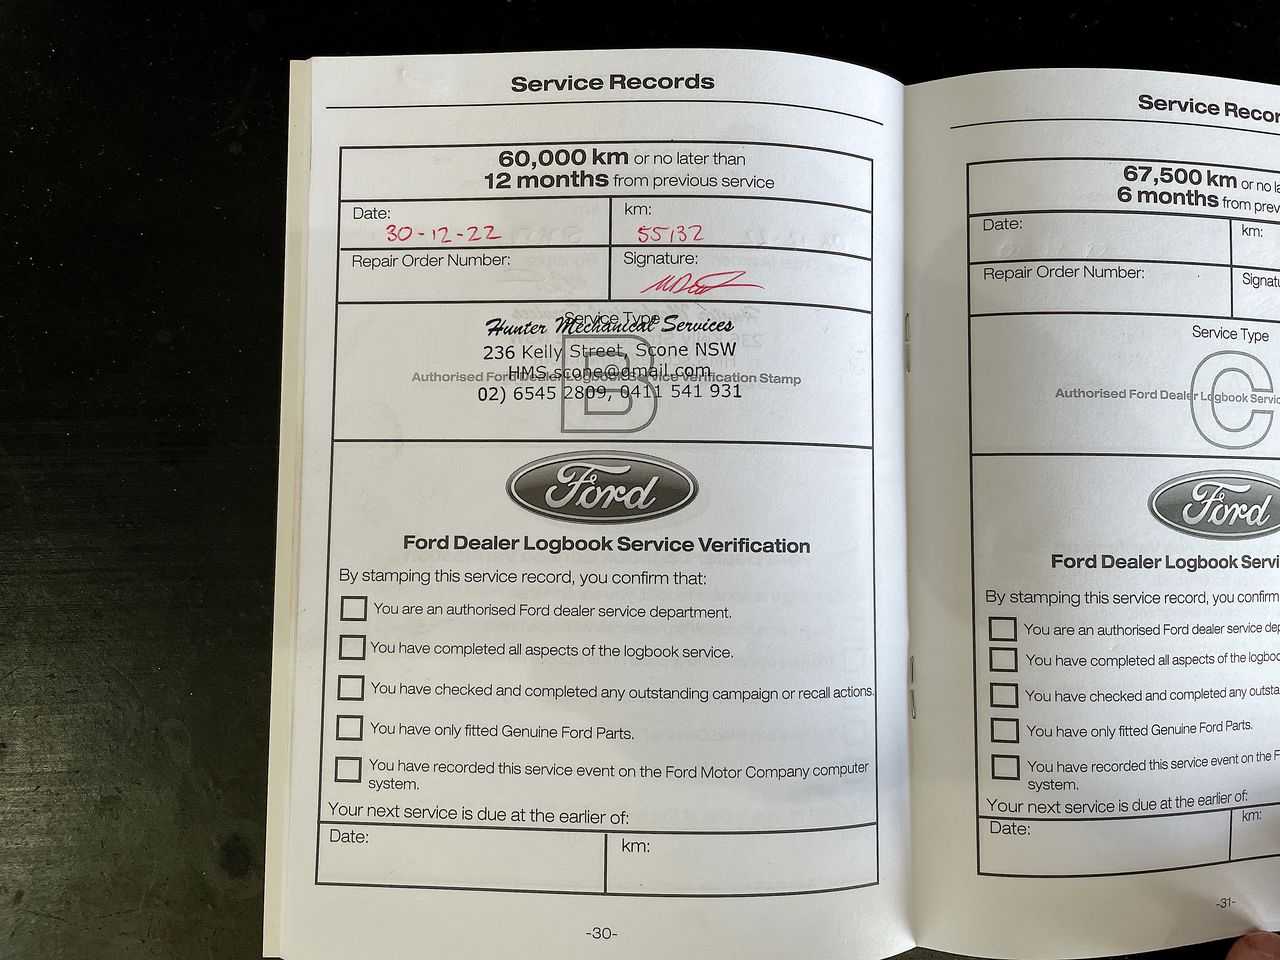 Service Records
60,000 km or no later than
12 months from previous service
Date:
30-12-22
km:
55132
Repair Order Number:
Signature:
Service Type
Hunter Mechanical Services
236 Kelly Street, Scone NSW
HMS.scone@gmail.com
Authorised Ford Dealer Logbook Service Verification Stamp
02) 6545 2809, 0411 541 931
B
Ford
Ford Dealer Logbook Service Verification
By stamping this service record, you confirm that:
You are an authorised Ford dealer service department.
You have completed all aspects of the logbook service.
You have checked and completed any outstanding campaign or recall actions.
You have only fitted Genuine Ford Parts.
You have recorded this service event on the Ford Motor Company computer
system.
Your next service is due at the earlier of:
Date:
km:
-30-
Service
67,500 km or no
6 months from
Date:
km:
Repair Order Number:
Service Type
Authorised Ford Dealer Logbook
C
Ford
Ford Dealer Logbook
By stamping this service record, you confirm
You are an authorised Ford dealer service
You have completed all aspects of the
You have checked and completed any
You have only fitted Genuine Ford Parts.
You have recorded this service event on the
system.
Your next service is due at the earlier of:
Date:
km:
-31-